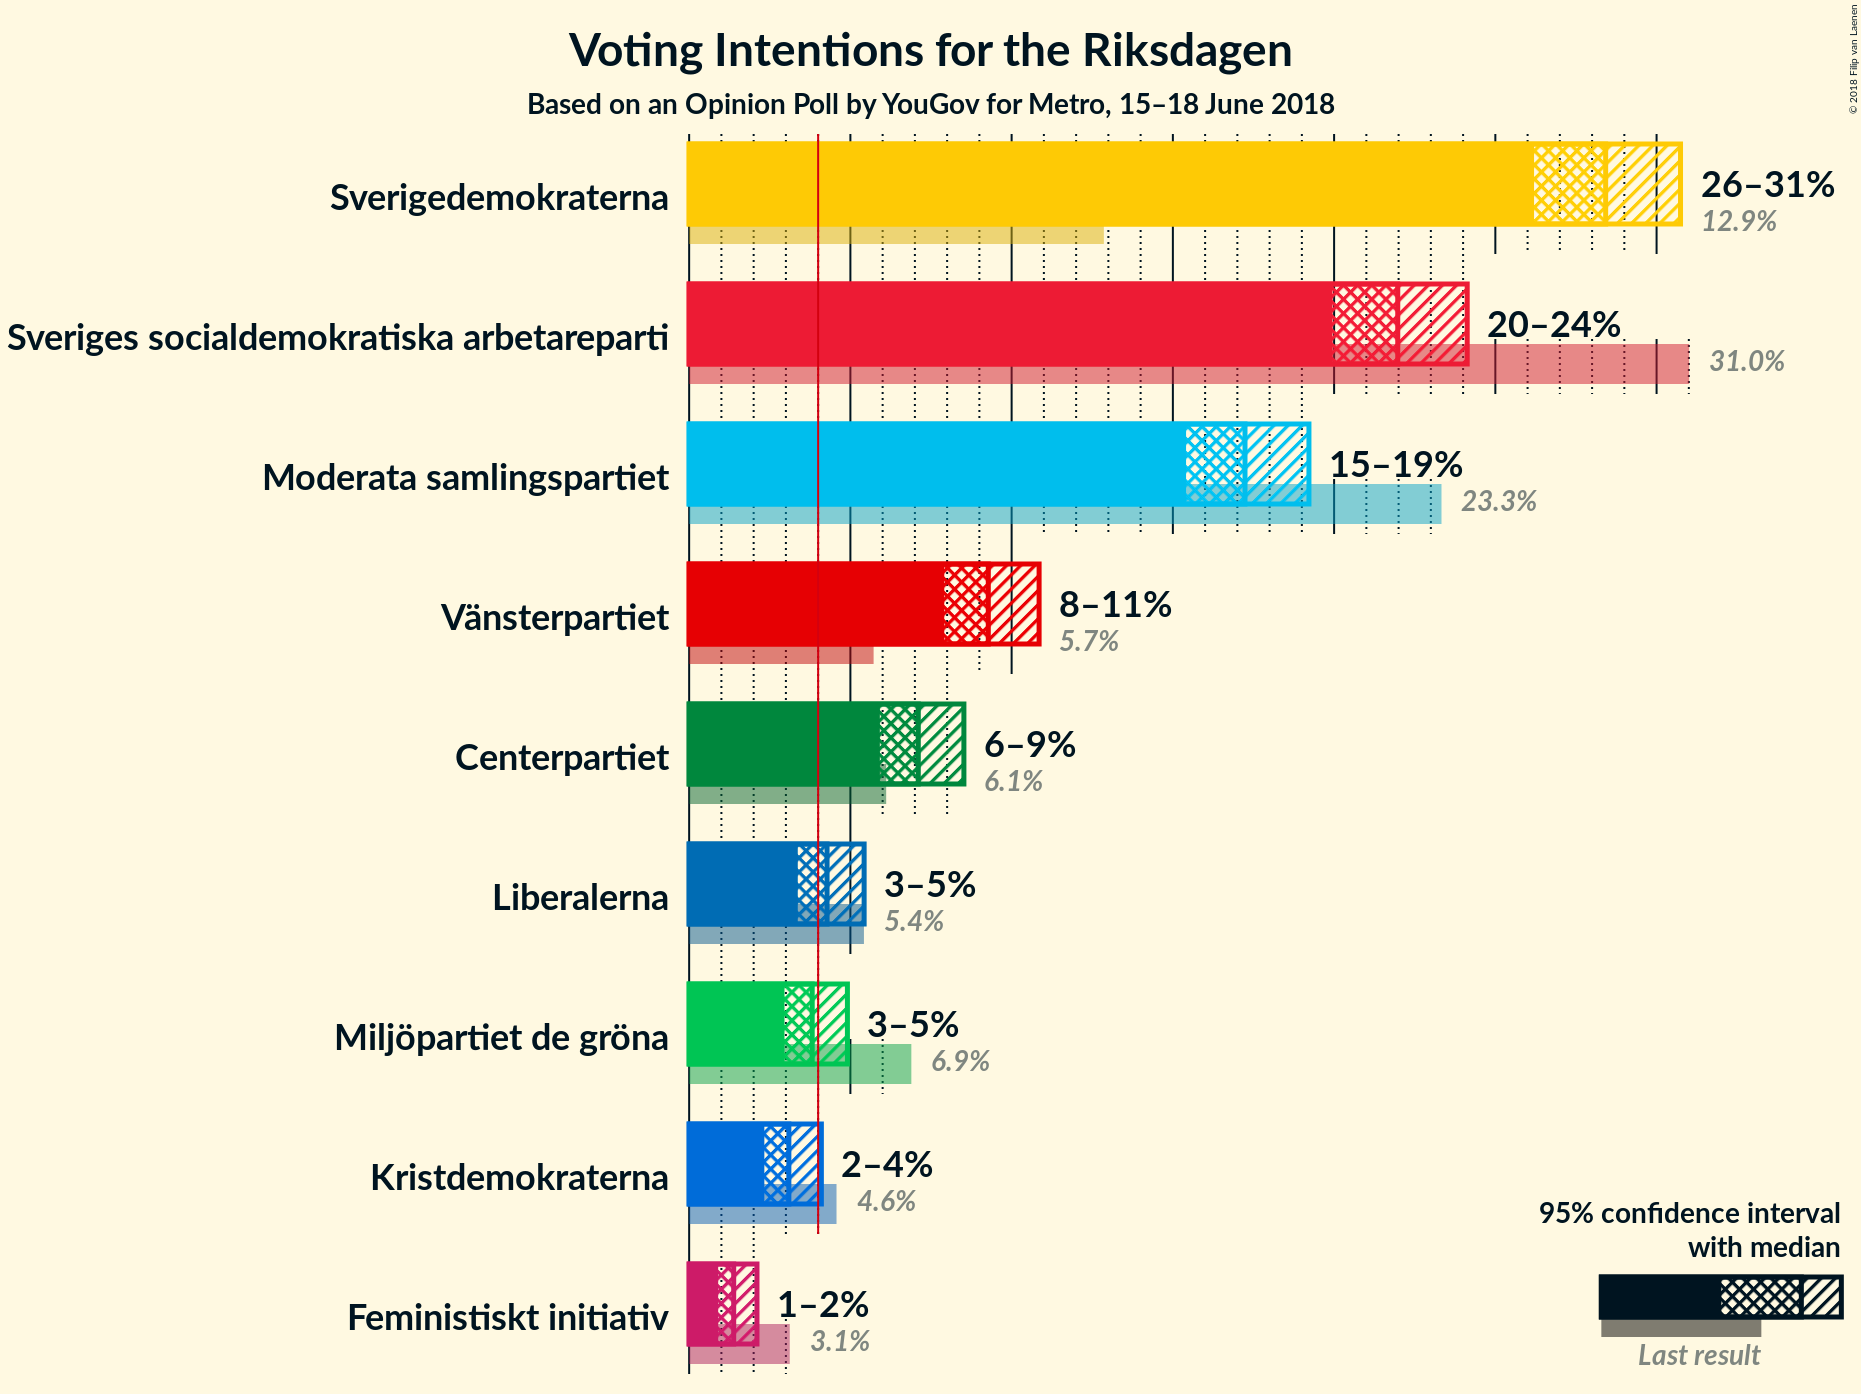 Voting Intentions for the Riksdagen
Based on an Opinion Poll by YouGov for Metro, 15–18 June 2018
© 2018 Filip van Laenen
Sverigedemokraterna
26–31%
12.9%
Sveriges socialdemokratiska arbetareparti
20–24%
31.0%
Moderata samlingspartiet
15–19%
23.3%
Vänsterpartiet
8–11%
5.7%
Centerpartiet
6–9%
6.1%
Liberalerna
3–5%
5.4%
Miljöpartiet de gröna
3–5%
6.9%
Kristdemokraterna
2–4%
4.6%
Feministiskt initiativ
1–2%
3.1%
95% confidence interval
with median
Last result